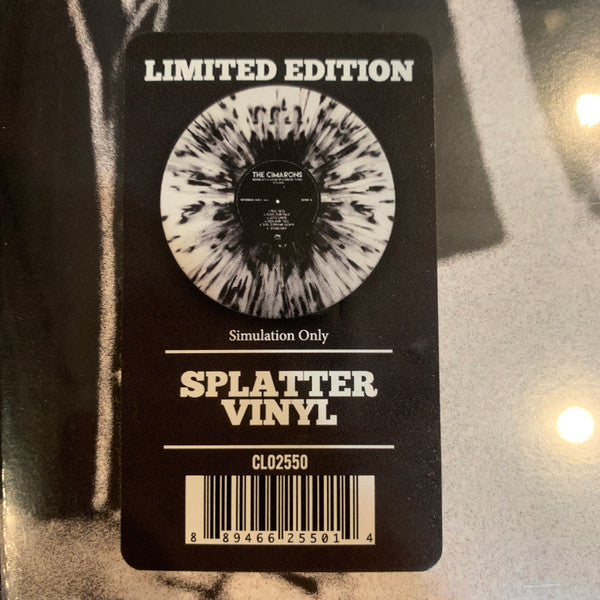 LIMITED EDITION
THE CIMARONS
Simulation Only
SPLATTER
VINYL
CLO2550
8 89466 25501 4